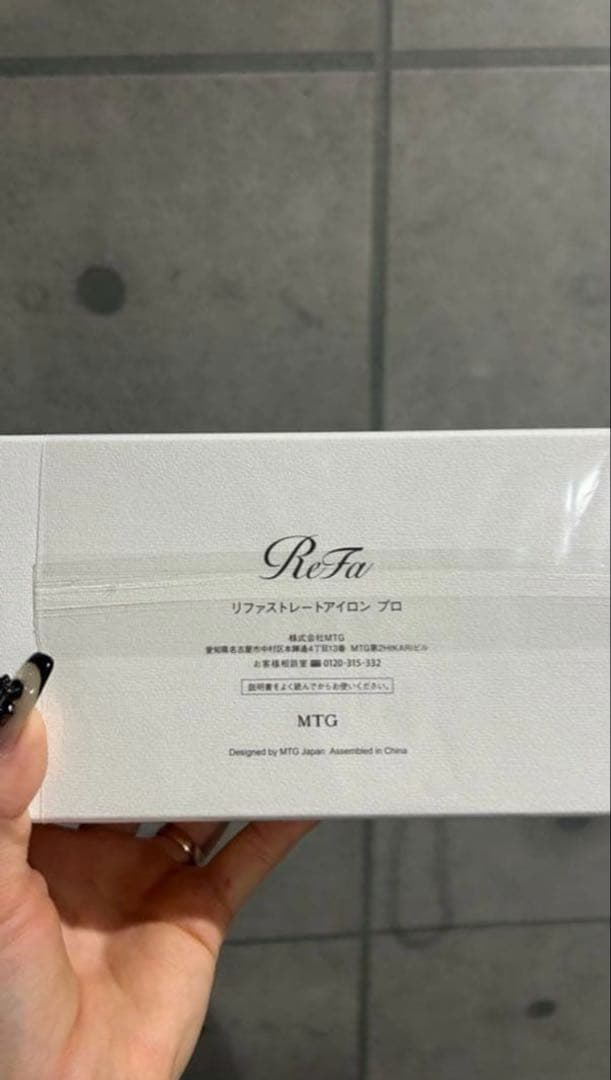 ReFa
リファストレートアイロン プロ
株式会社MTG
愛知県名古屋市中村区本陣通4丁目13番 MTG第2HIKARIビル
お客様相談室 0120-315-332
説明書をよく読んでからお使いください。
MTG
Designed by MTG Japan Assembled in China